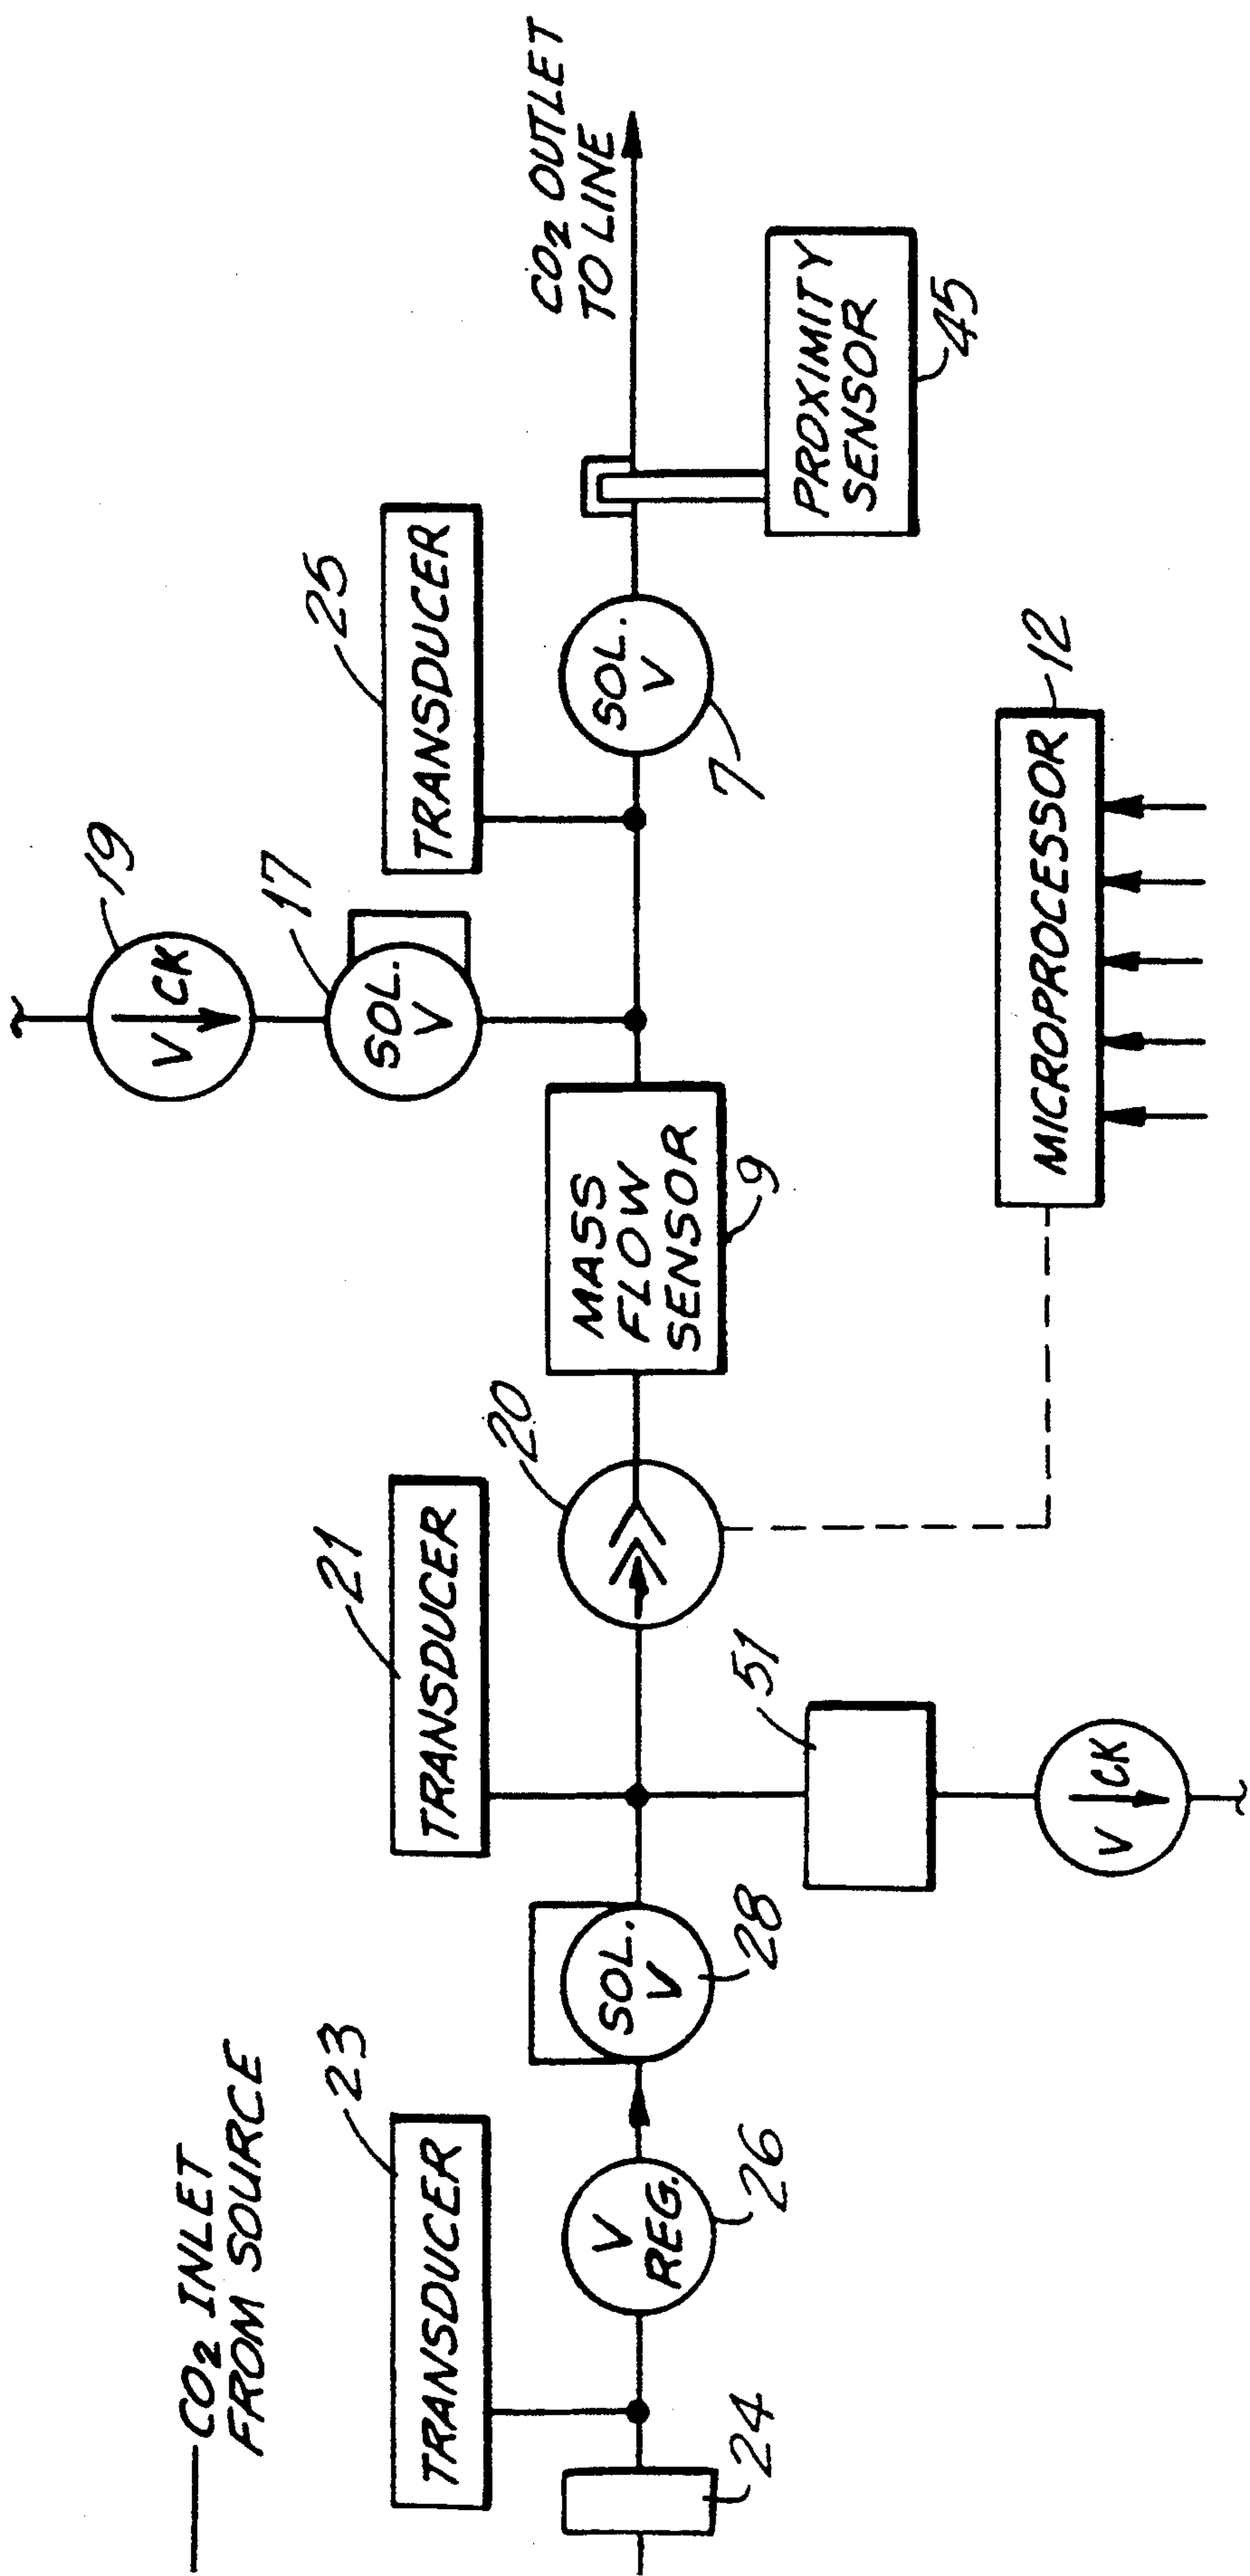 CO2 INLET
FROM SOURCE
23
TRANSDUCER
24
V
REG.
26
SOL.
V
28
21
TRANSDUCER
51
V CK
20
MASS
FLOW
SENSOR
9
19
V CK
17
SOL.
V
25
TRANSDUCER
SOL.
V
7
CO2 OUTLET
TO LINE
PROXIMITY
SENSOR
45
MICROPROCESSOR
12